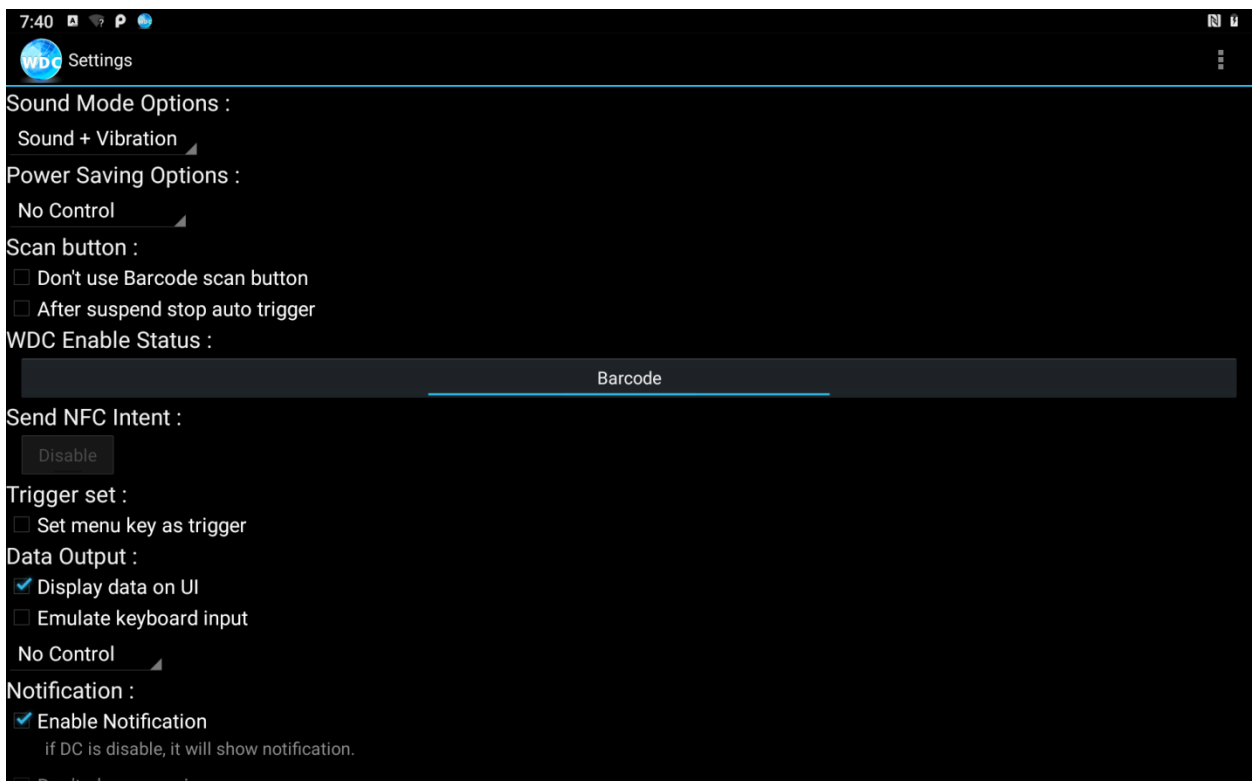 7:40
WDC Settings
Sound Mode Options :
Sound + Vibration
Power Saving Options :
No Control
Scan button :
Don't use Barcode scan button
After suspend stop auto trigger
WDC Enable Status :
Barcode
Send NFC Intent :
Disable
Trigger set :
Set menu key as trigger
Data Output :
Display data on UI
Emulate keyboard input
No Control
Notification :
Enable Notification
if DC is disable, it will show notification.